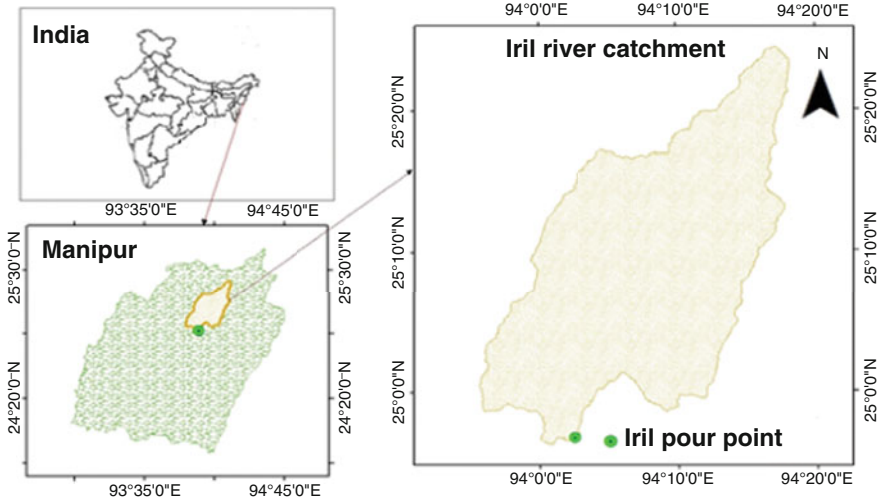 India
93°35'0"E 94°45'0"E
Manipur
25°30'0"N
24°20'0"N
25°30'0"N
24°20'0"N
93°35'0"E 94°45'0"E
94°0'0"E 94°10'0"E 94°20'0"E
Iril river catchment
N
25°20'0"N
25°10'0"N
25°0'0"N
25°20'0"N
25°10'0"N
25°0'0"N
Iril pour point
94°0'0"E 94°10'0"E 94°20'0"E